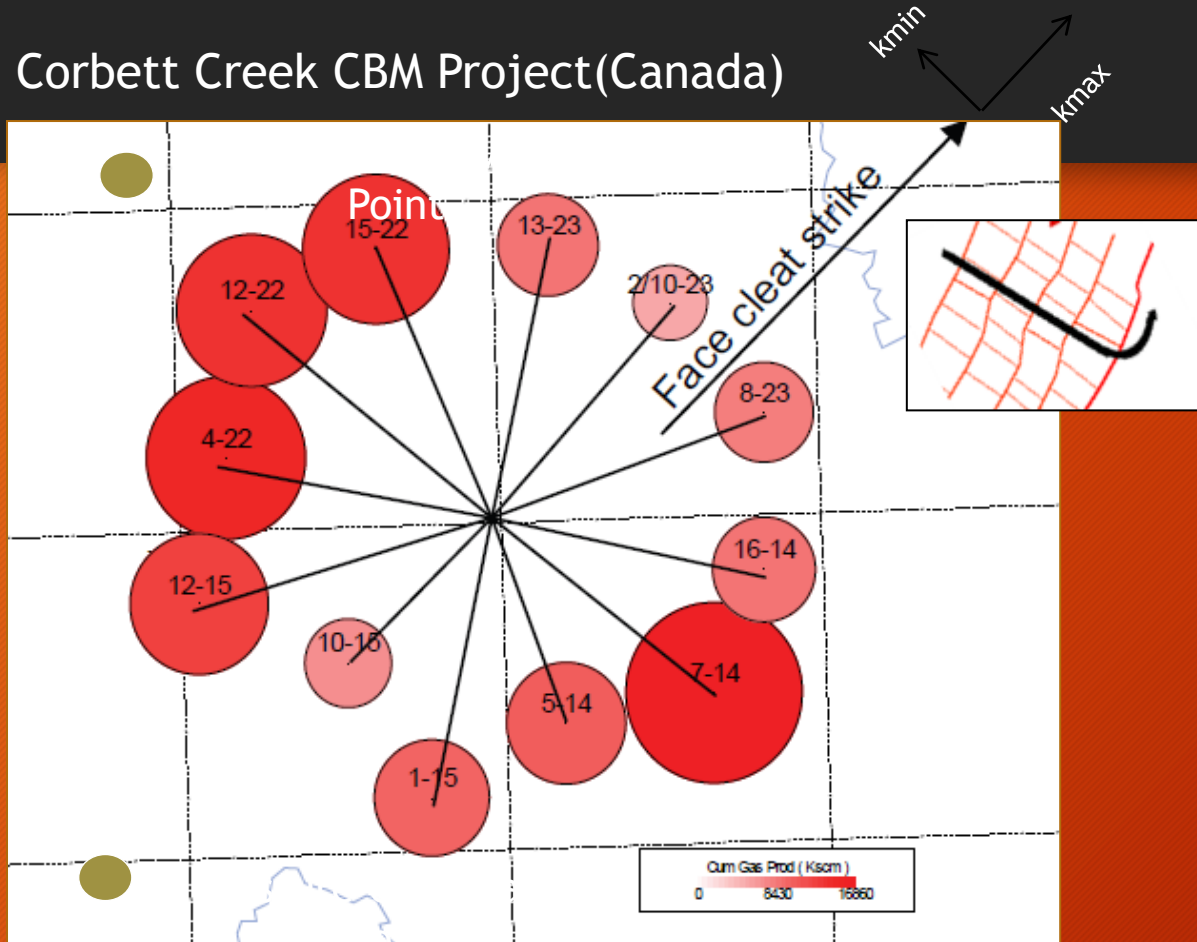 kmin
Corbett Creek CBM Project(Canada)
kmax
Point
15-22
13-23
12-22
2/10-23
Face cleat strike
8-23
4-22
16-14
12-15
10-15
7-14
5-14
1-15
Cum Gas Prod ( Kscm )
0 8430 16860